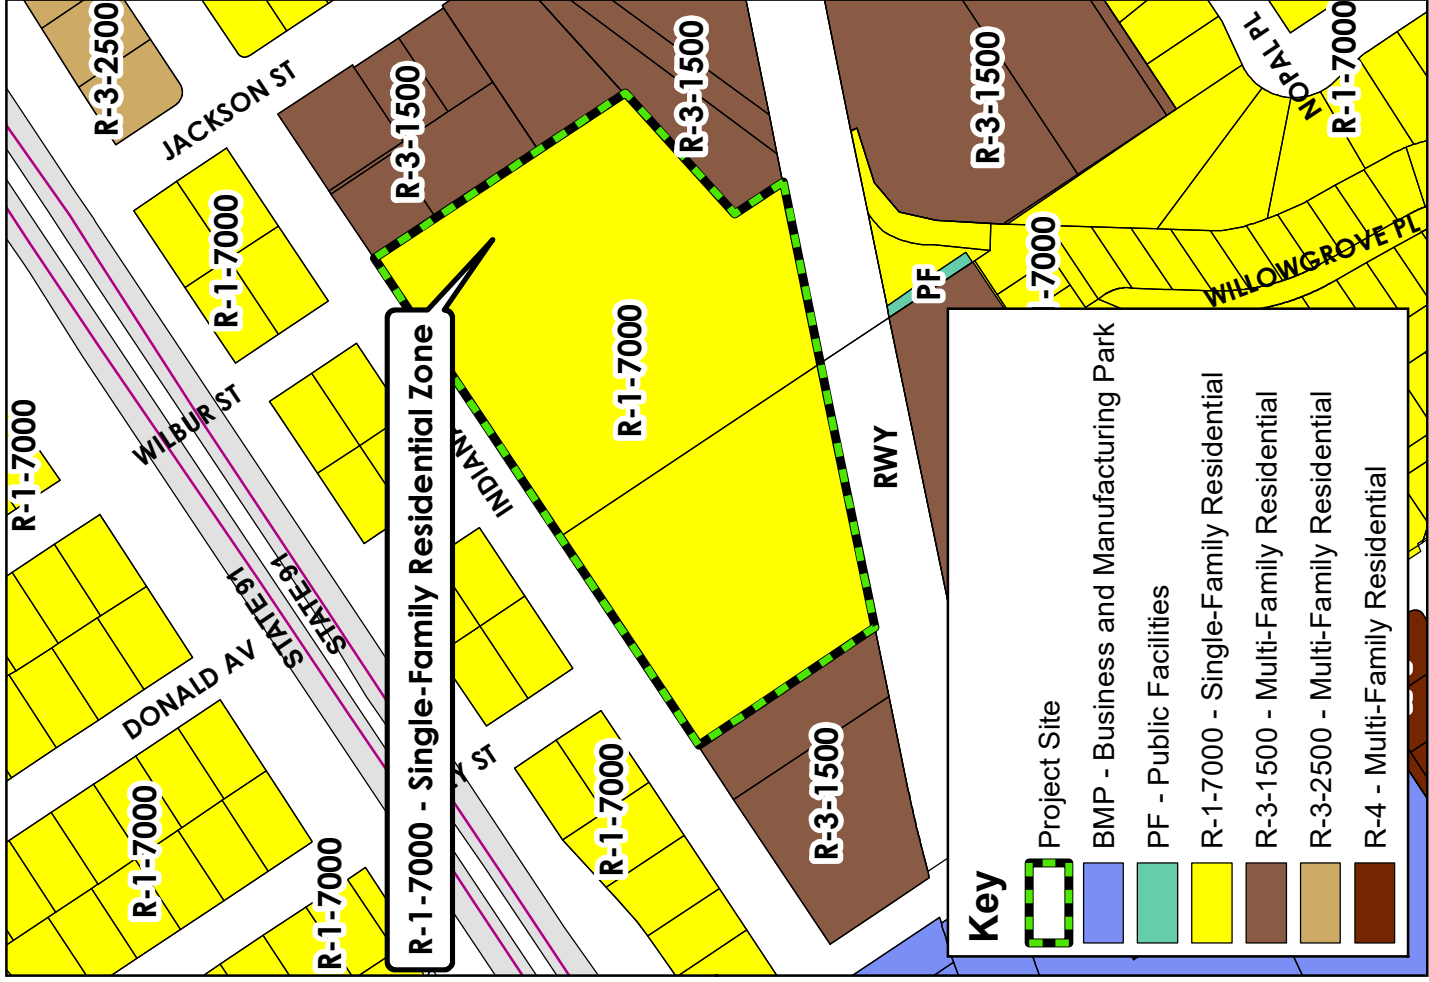 R-1-7000
R-3-2500
R-1-7000
DONALD AV
WILBUR ST
JACKSON ST
R-1-7000
STATE 91
STATE 91
R-1-7000
R-3-1500
R-1-7000 - Single-Family Residential Zone
Y ST
INDIAN
R-1-7000
R-1-7000
R-3-1500
R-3-1500
RWY
PF
R-3-1500
-7000
NOPAL PL
WILLOWGROVE PL
R-1-7000
Key
Project Site
BMP - Business and Manufacturing Park
PF - Public Facilities
R-1-7000 - Single-Family Residential
R-3-1500 - Multi-Family Residential
R-3-2500 - Multi-Family Residential
R-4 - Multi-Family Residential